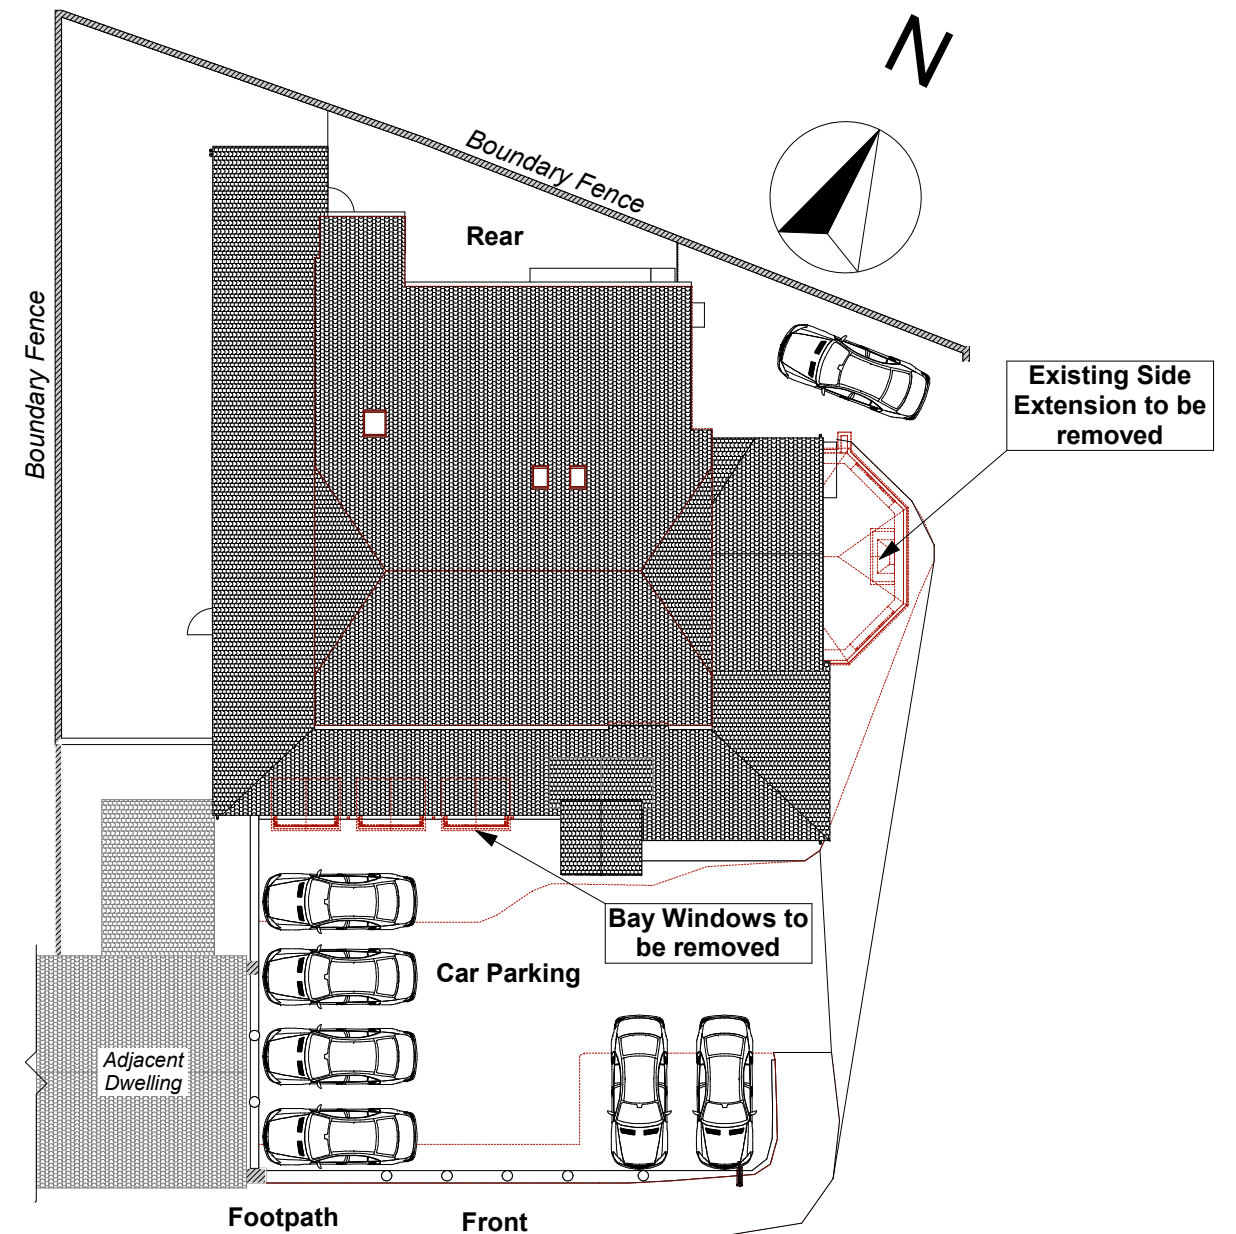 N
Boundary Fence
Rear
Boundary Fence
Existing Side
Extension to be
removed
Bay Windows to
be removed
Car Parking
Adjacent
Dwelling
Footpath
Front